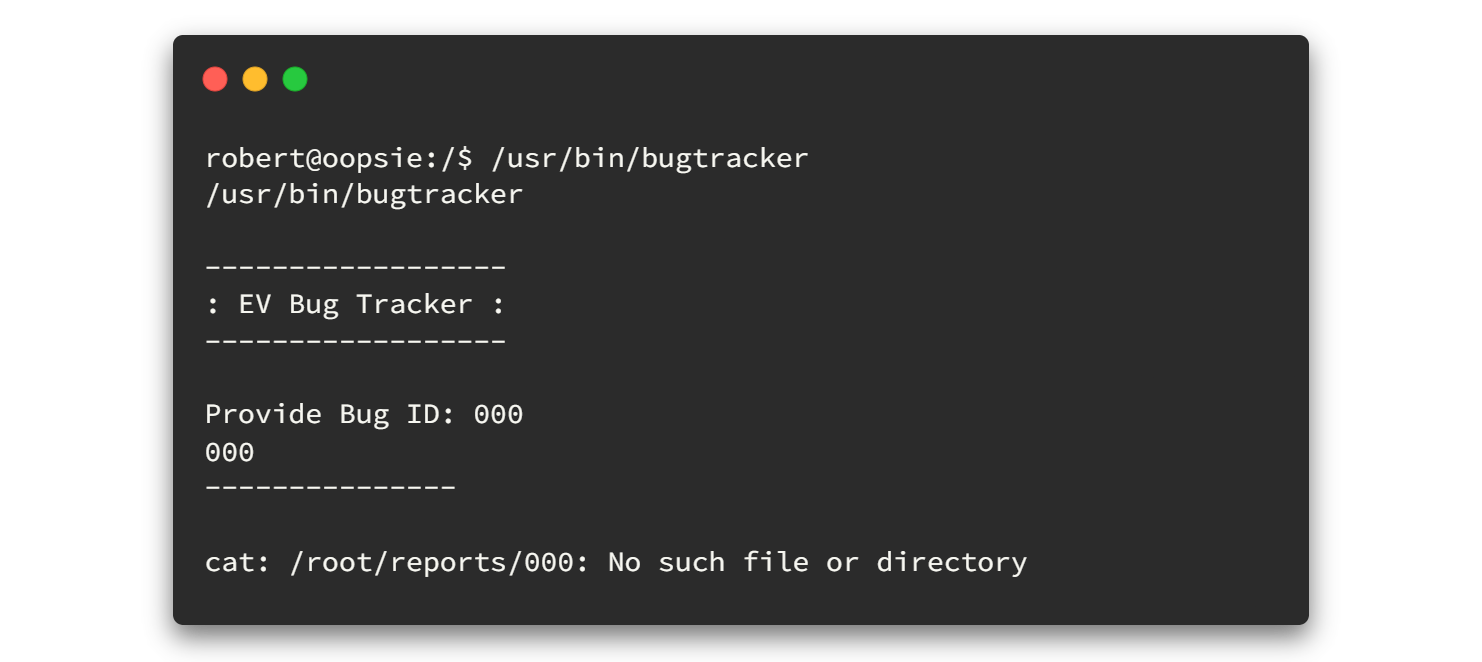 robert@oopsie:/$ /usr/bin/bugtracker
/usr/bin/bugtracker
------------------
: EV Bug Tracker :
------------------
Provide Bug ID: 000
000
---------------
cat: /root/reports/000: No such file or directory